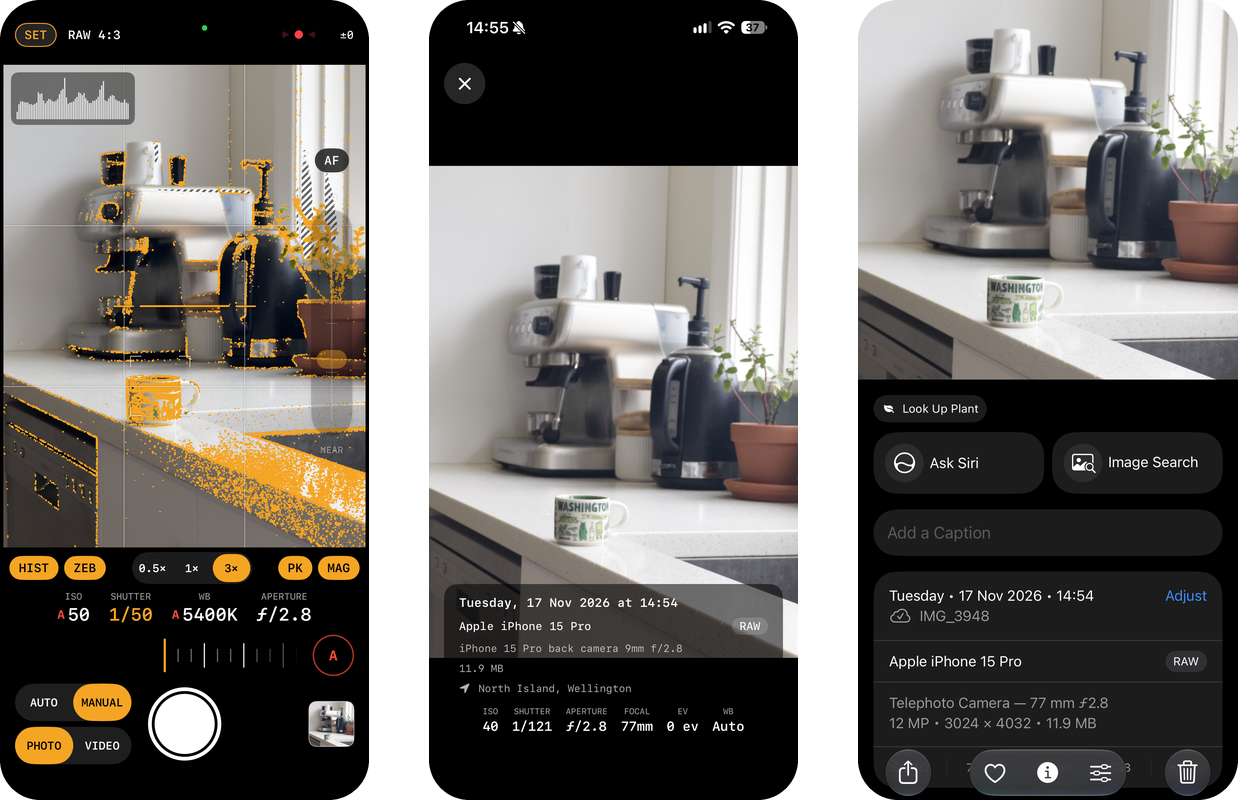 SET RAW 4:3 ±0
AF
WASHINGTON
NEAR
HIST ZEB 0.5× 1× 3× PK MAG
ISO SHUTTER WB APERTURE
A50 1/50 A5400K ƒ/2.8
A
AUTO MANUAL
PHOTO VIDEO
14:55 37
WASHINGTON
Tuesday, 17 Nov 2026 at 14:54
Apple iPhone 15 Pro RAW
iPhone 15 Pro back camera 9mm f/2.8
11.9 MB
North Island, Wellington
ISO SHUTTER APERTURE FOCAL EV WB
40 1/121 ƒ/2.8 77mm 0 ev Auto
WASHINGTON
Look Up Plant
Ask Siri Image Search
Add a Caption
Tuesday • 17 Nov 2026 • 14:54 Adjust
IMG_3948
Apple iPhone 15 Pro RAW
Telephoto Camera — 77 mm ƒ2.8
12 MP • 3024 × 4032 • 11.9 MB